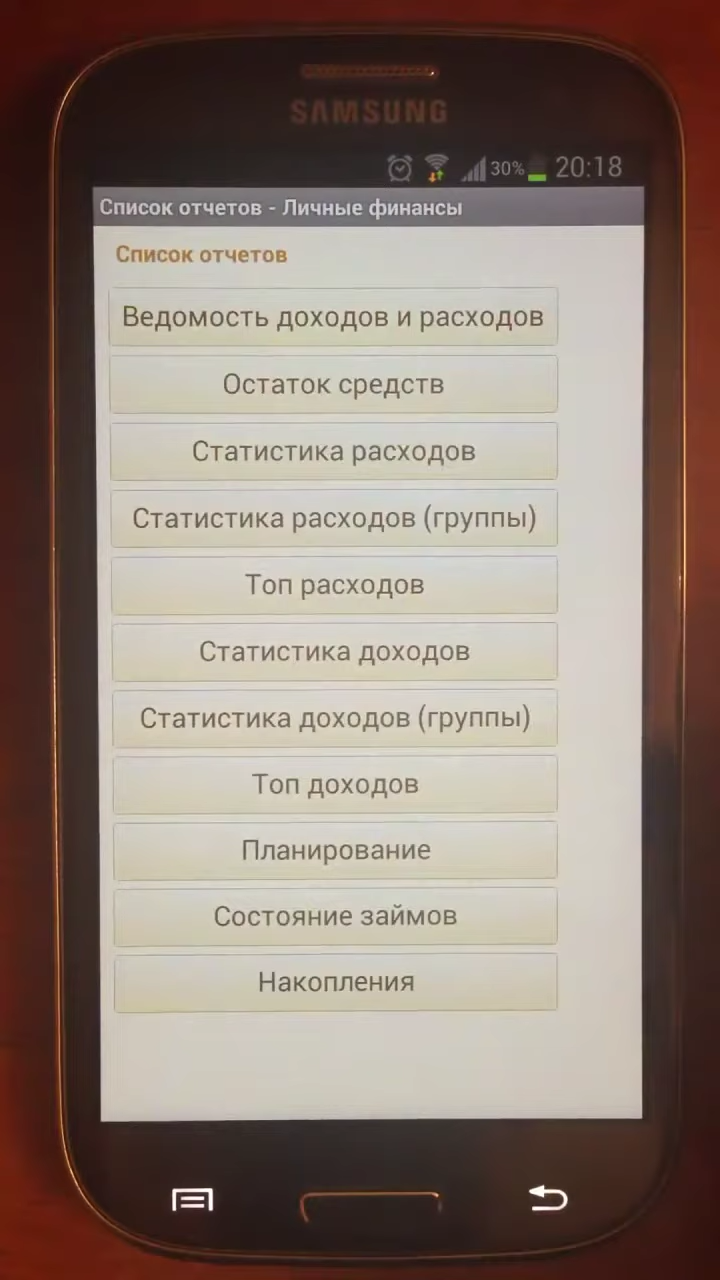 SAMSUNG
30% 20:18
Список отчетов - Личные финансы
Список отчетов
Ведомость доходов и расходов
Остаток средств
Статистика расходов
Статистика расходов (группы)
Топ расходов
Статистика доходов
Статистика доходов (группы)
Топ доходов
Планирование
Состояние займов
Накопления